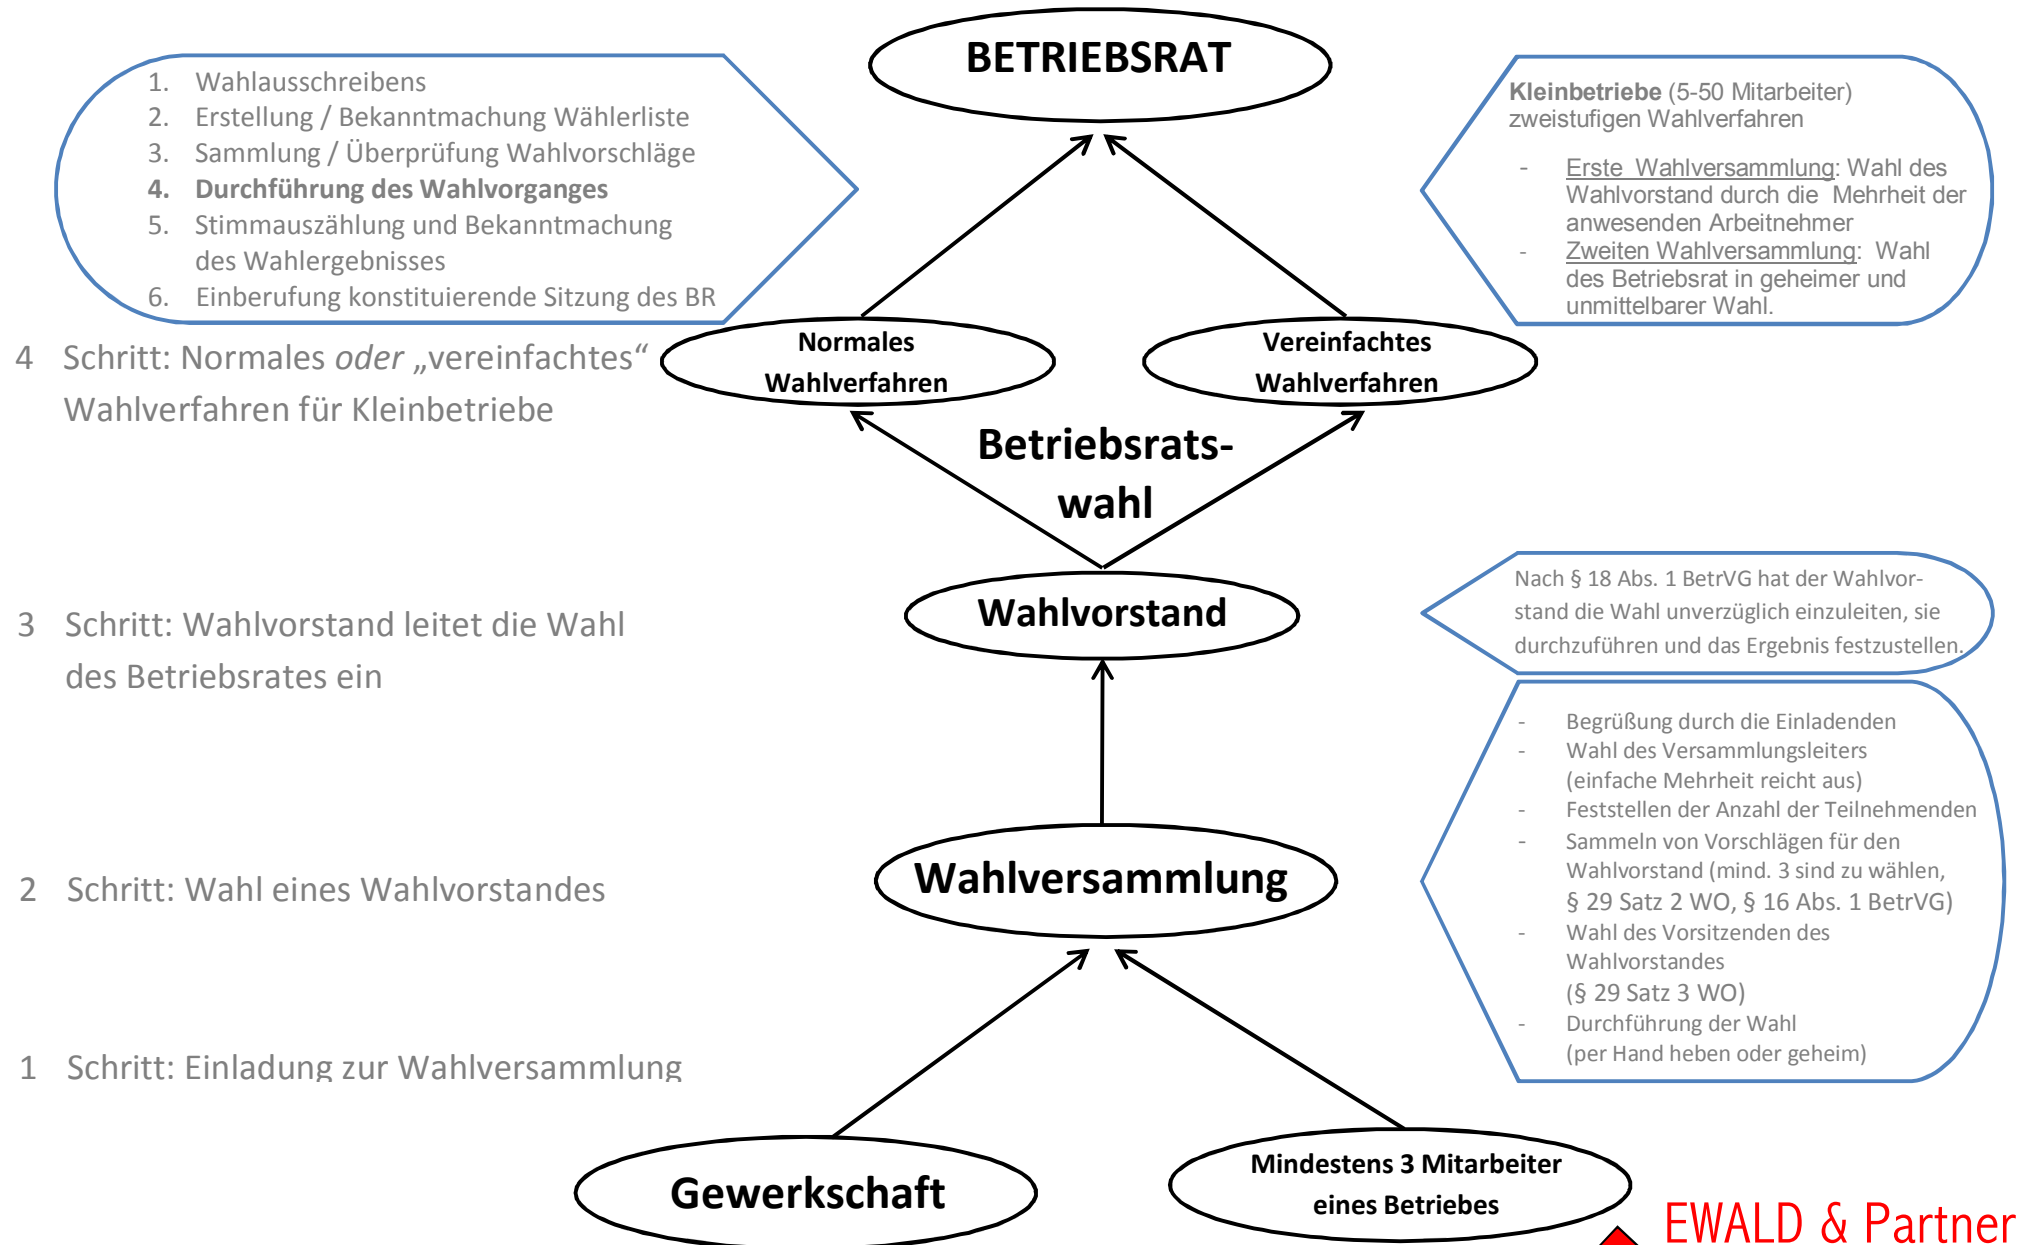 BETRIEBSRAT
1. Wahlausschreibens
2. Erstellung / Bekanntmachung Wählerliste
3. Sammlung / Überprüfung Wahlvorschläge
4. Durchführung des Wahlvorganges
5. Stimmauszählung und Bekanntmachung
des Wahlergebnisses
6. Einberufung konstituierende Sitzung des BR
Kleinbetriebe (5-50 Mitarbeiter)
zweistufigen Wahlverfahren
- Erste Wahlversammlung: Wahl des
Wahlvorstand durch die Mehrheit der
anwesenden Arbeitnehmer
- Zweiten Wahlversammlung: Wahl
des Betriebsrat in geheimer und
unmittelbarer Wahl.
4 Schritt: Normales oder „vereinfachtes“
Wahlverfahren für Kleinbetriebe
Normales
Wahlverfahren
Vereinfachtes
Wahlverfahren
Betriebsrats-
wahl
3 Schritt: Wahlvorstand leitet die Wahl
des Betriebsrates ein
Wahlvorstand
Nach § 18 Abs. 1 BetrVG hat der Wahlvor-
stand die Wahl unverzüglich einzuleiten, sie
durchzuführen und das Ergebnis festzustellen.
- Begrüßung durch die Einladenden
- Wahl des Versammlungsleiters
(einfache Mehrheit reicht aus)
- Feststellen der Anzahl der Teilnehmenden
- Sammeln von Vorschlägen für den
Wahlvorstand (mind. 3 sind zu wählen,
§ 29 Satz 2 WO, § 16 Abs. 1 BetrVG)
- Wahl des Vorsitzenden des
Wahlvorstandes
(§ 29 Satz 3 WO)
- Durchführung der Wahl
(per Hand heben oder geheim)
2 Schritt: Wahl eines Wahlvorstandes
Wahlversammlung
1 Schritt: Einladung zur Wahlversammlung
Gewerkschaft
Mindestens 3 Mitarbeiter
eines Betriebes
EWALD & Partner